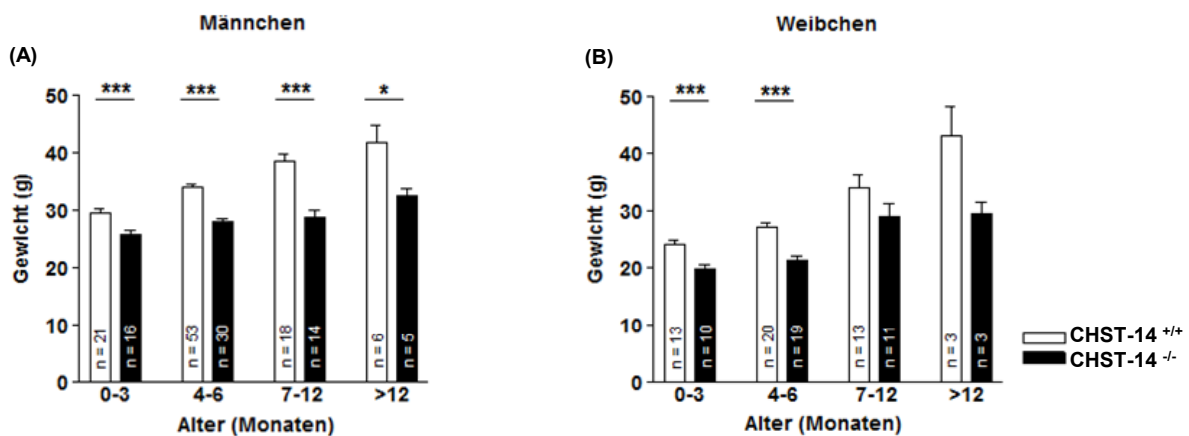 Männchen
(A)
*** *** *** *
Gewicht (g)
50
40
30
20
10
0
n = 21 n = 16 n = 53 n = 30 n = 18 n = 14 n = 6 n = 5
0-3 4-6 7-12 >12
Alter (Monaten)
Weibchen
(B)
*** ***
Gewicht (g)
50
40
30
20
10
0
n = 13 n = 10 n = 20 n = 19 n = 13 n = 11 n = 3 n = 3
0-3 4-6 7-12 >12
Alter (Monaten)
CHST-14 +/+
CHST-14 -/-